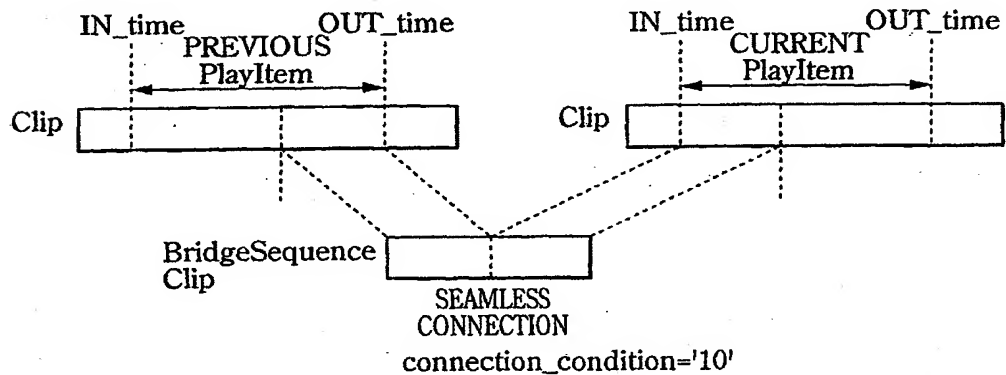 IN_time
OUT_time
PREVIOUS
PlayItem
Clip
IN_time
OUT_time
CURRENT
PlayItem
Clip
BridgeSequence
Clip
SEAMLESS
CONNECTION
connection_condition='10'